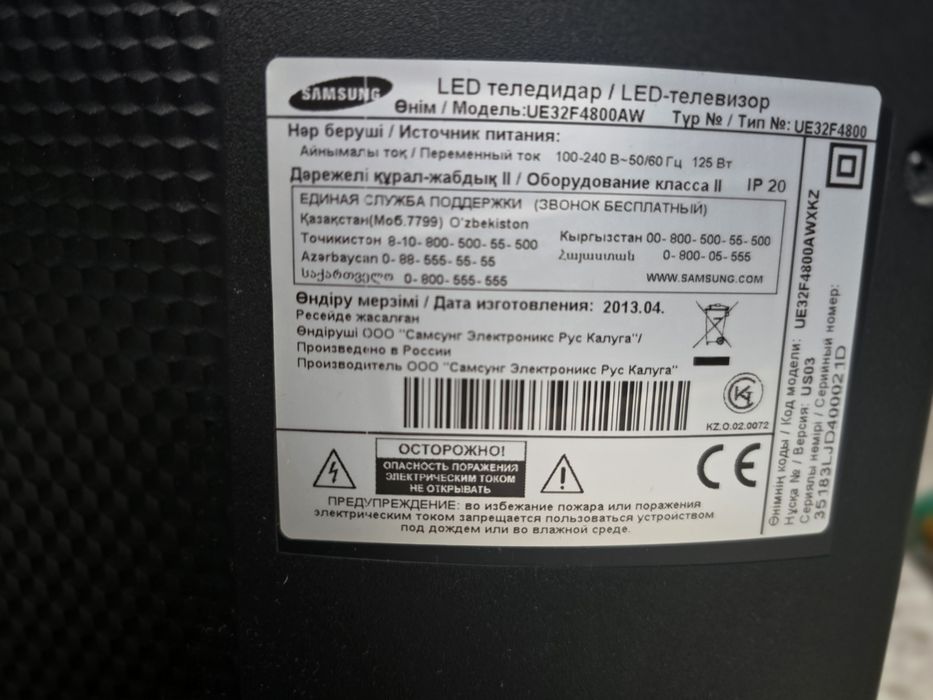 SAMSUNG
LED теледидар / LED-телевизор
Өнім / Модель:UE32F4800AW Түр № / Тип №: UE32F4800
Нәр беруші / Источник питания:
Айнымалы ток / Переменный ток 100-240 В~50/60 Гц 125 Вт
Дәрежелі құрал-жабдық II / Оборудование класса II IP 20
ЕДИНАЯ СЛУЖБА ПОДДЕРЖКИ (ЗВОНОК БЕСПЛАТНЫЙ)
Қазақстан(Моб.7799) O'zbekiston
Точикистон 8-10-800-500-55-500 Кыргызстан 00-800-500-55-500
Azərbaycan 0-88-555-55-55 Հայաստան 0-800-05-555
საქართველო 0-800-555-555 WWW.SAMSUNG.COM
Өндіру мерзімі / Дата изготовления: 2013.04.
Ресейде жасалған
Өндіруші ООО "Самсунг Электроникс Рус Калуга"/
Произведено в России
Производитель ООО "Самсунг Электроникс Рус Калуга"
KZ.O.02.0072
ОСТОРОЖНО!
ОПАСНОСТЬ ПОРАЖЕНИЯ
ЭЛЕКТРИЧЕСКИМ ТОКОМ
НЕ ОТКРЫВАТЬ
CE
ПРЕДУПРЕЖДЕНИЕ: во избежание пожара или поражения
электрическим током запрещается пользоваться устройством
под дождем или во влажной среде.
Өнімнің коды / Код модели: UE32F4800AWXKZ
Нұсқа № / Версия: US03
Сериялы нөмірі / Серийный номер:
35183LJD400021D